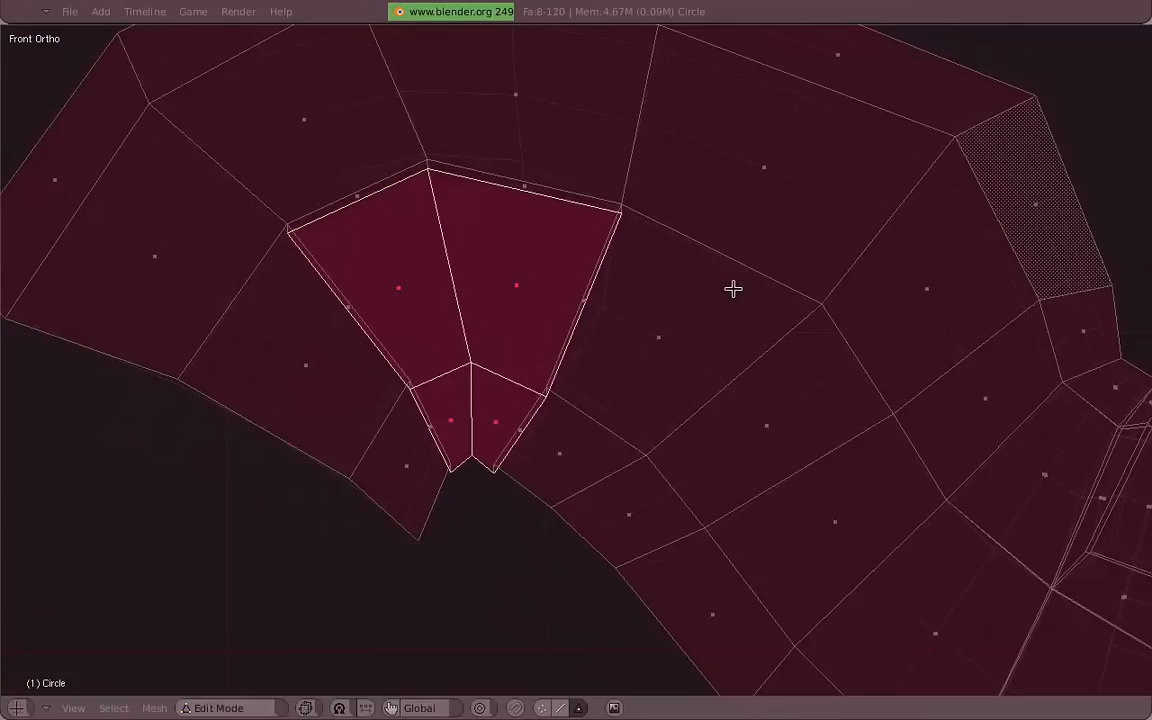 File Add Timeline Game Render Help www.blender.org 249 Fa:8-120 | Mem:4.67M (0.09M) Circle
Front Ortho
(1) Circle
View Select Mesh Edit Mode Global